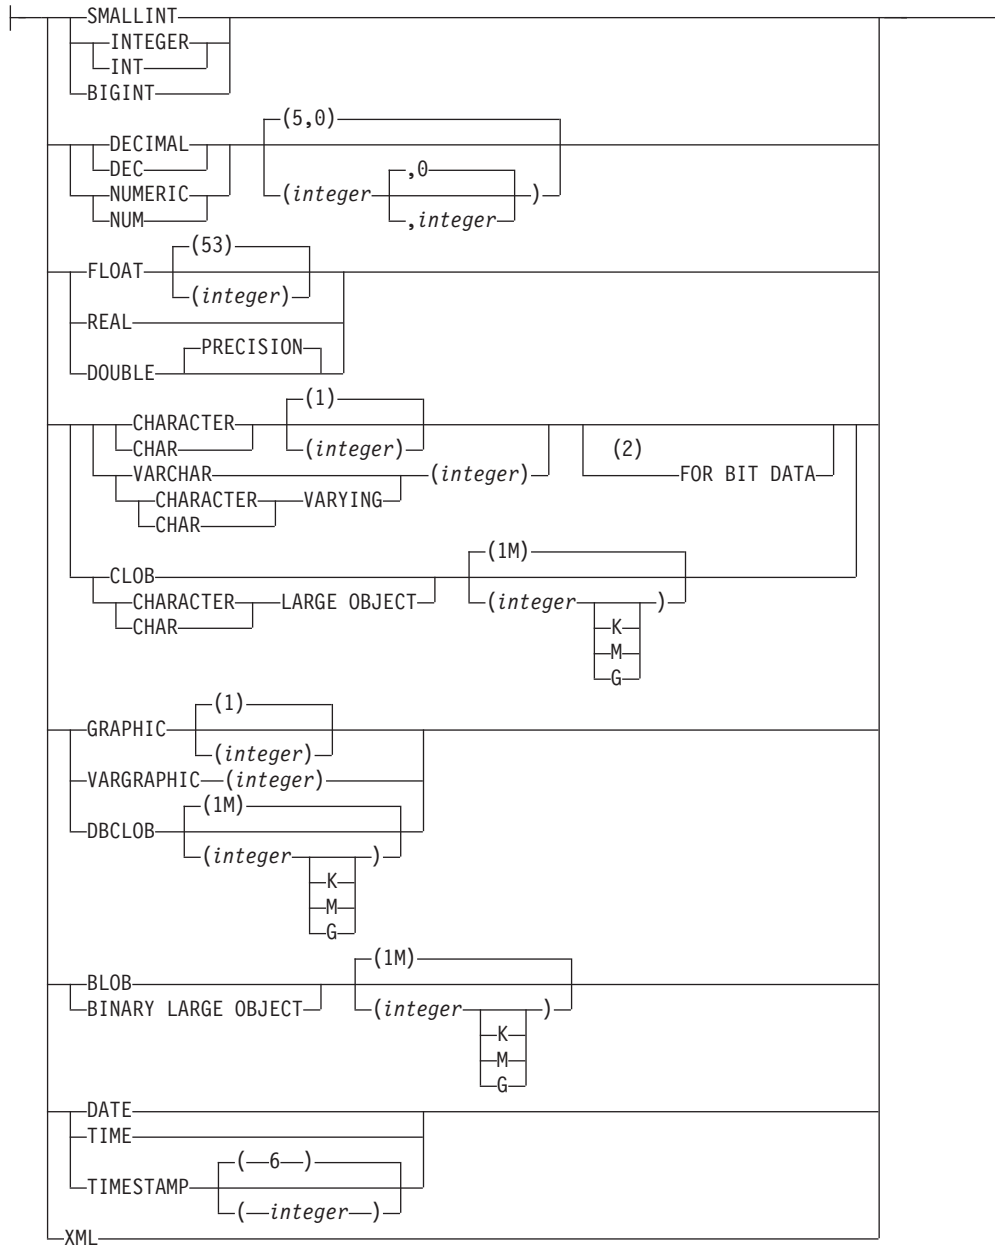 SMALLINT
INTEGER
INT
BIGINT
(5,0)
DECIMAL
DEC
,0
NUMERIC
(integer )
NUM
,integer
(53)
FLOAT
(integer)
REAL
PRECISION
DOUBLE
(1)
CHARACTER
CHAR
(integer)
(2)
VARCHAR (integer) FOR BIT DATA
CHARACTER VARYING
CHAR
(1M)
CLOB
CHARACTER LARGE OBJECT (integer )
CHAR
K
M
G
(1)
GRAPHIC
(integer)
VARGRAPHIC (integer)
(1M)
DBCLOB
(integer )
K
M
G
(1M)
BLOB
BINARY LARGE OBJECT (integer )
K
M
G
DATE
TIME
( 6 )
TIMESTAMP
( integer )
XML